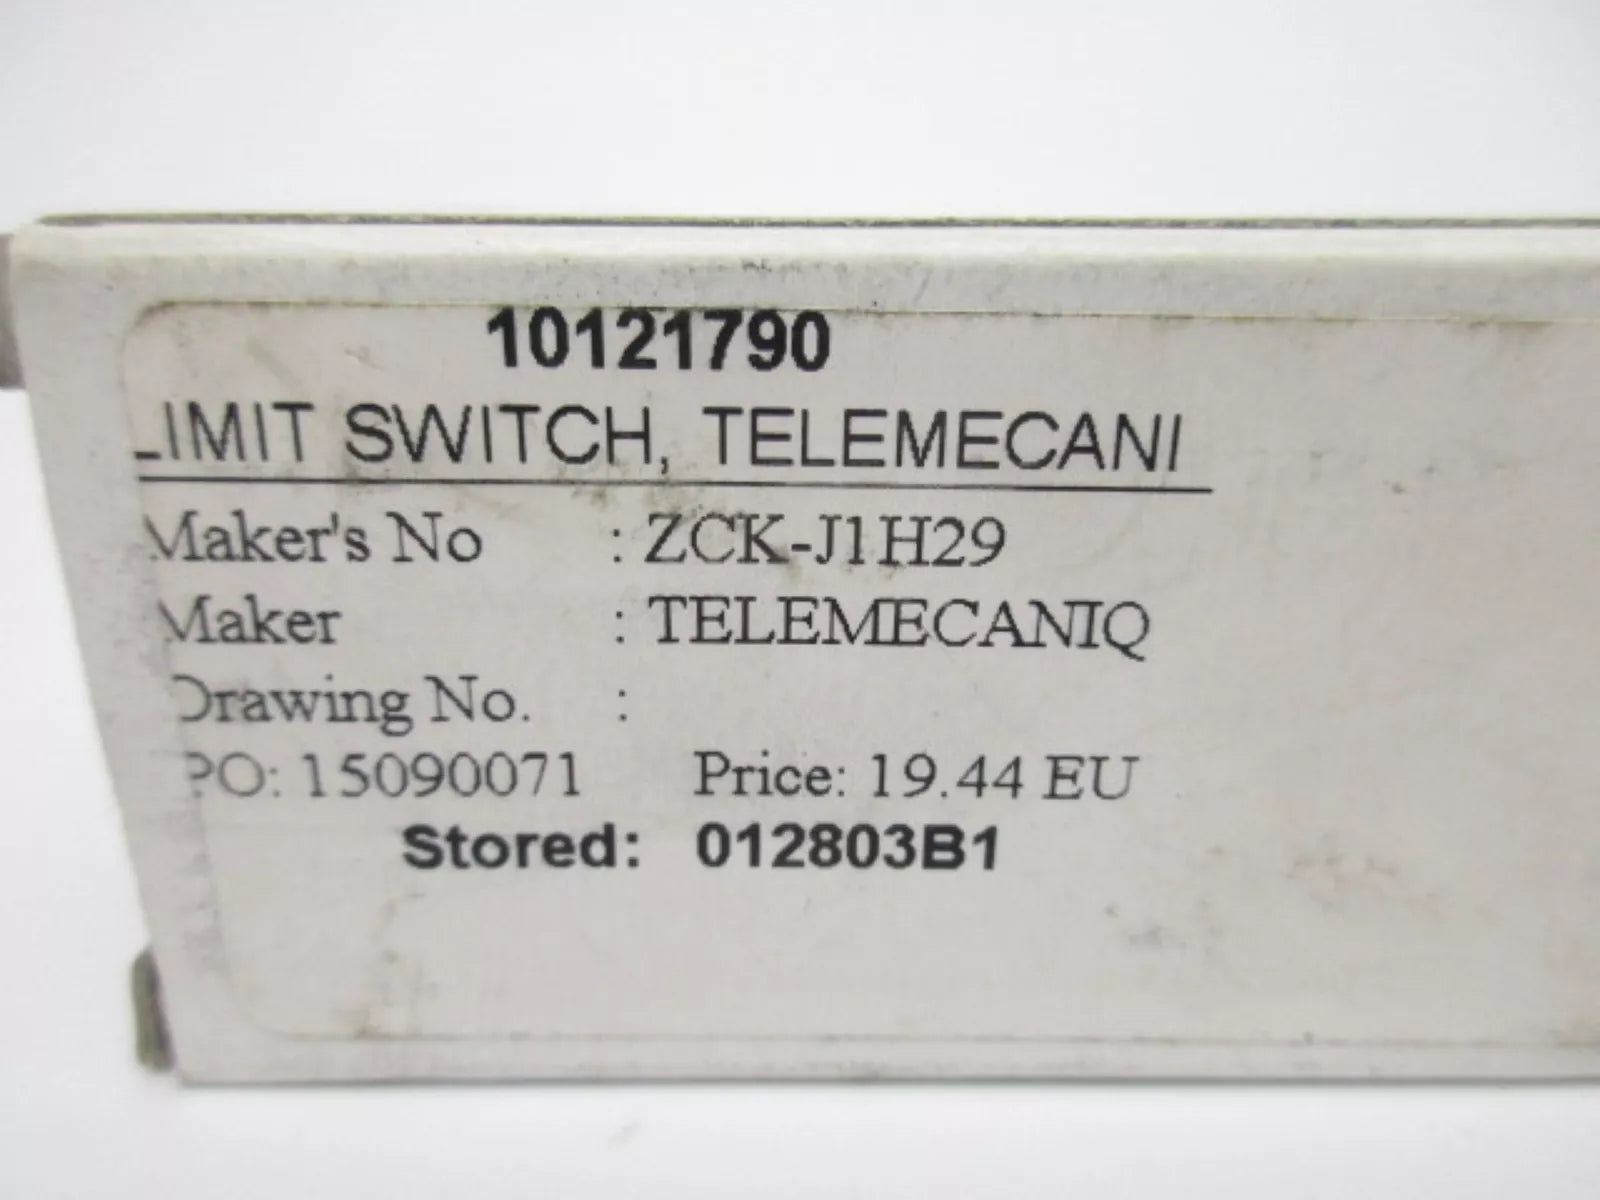 10121790
LIMIT SWITCH, TELEMECANI
Maker's No : ZCK-J1H29
Maker : TELEMECANIQ
Drawing No. :
PO: 15090071 Price: 19.44 EU
Stored: 012803B1